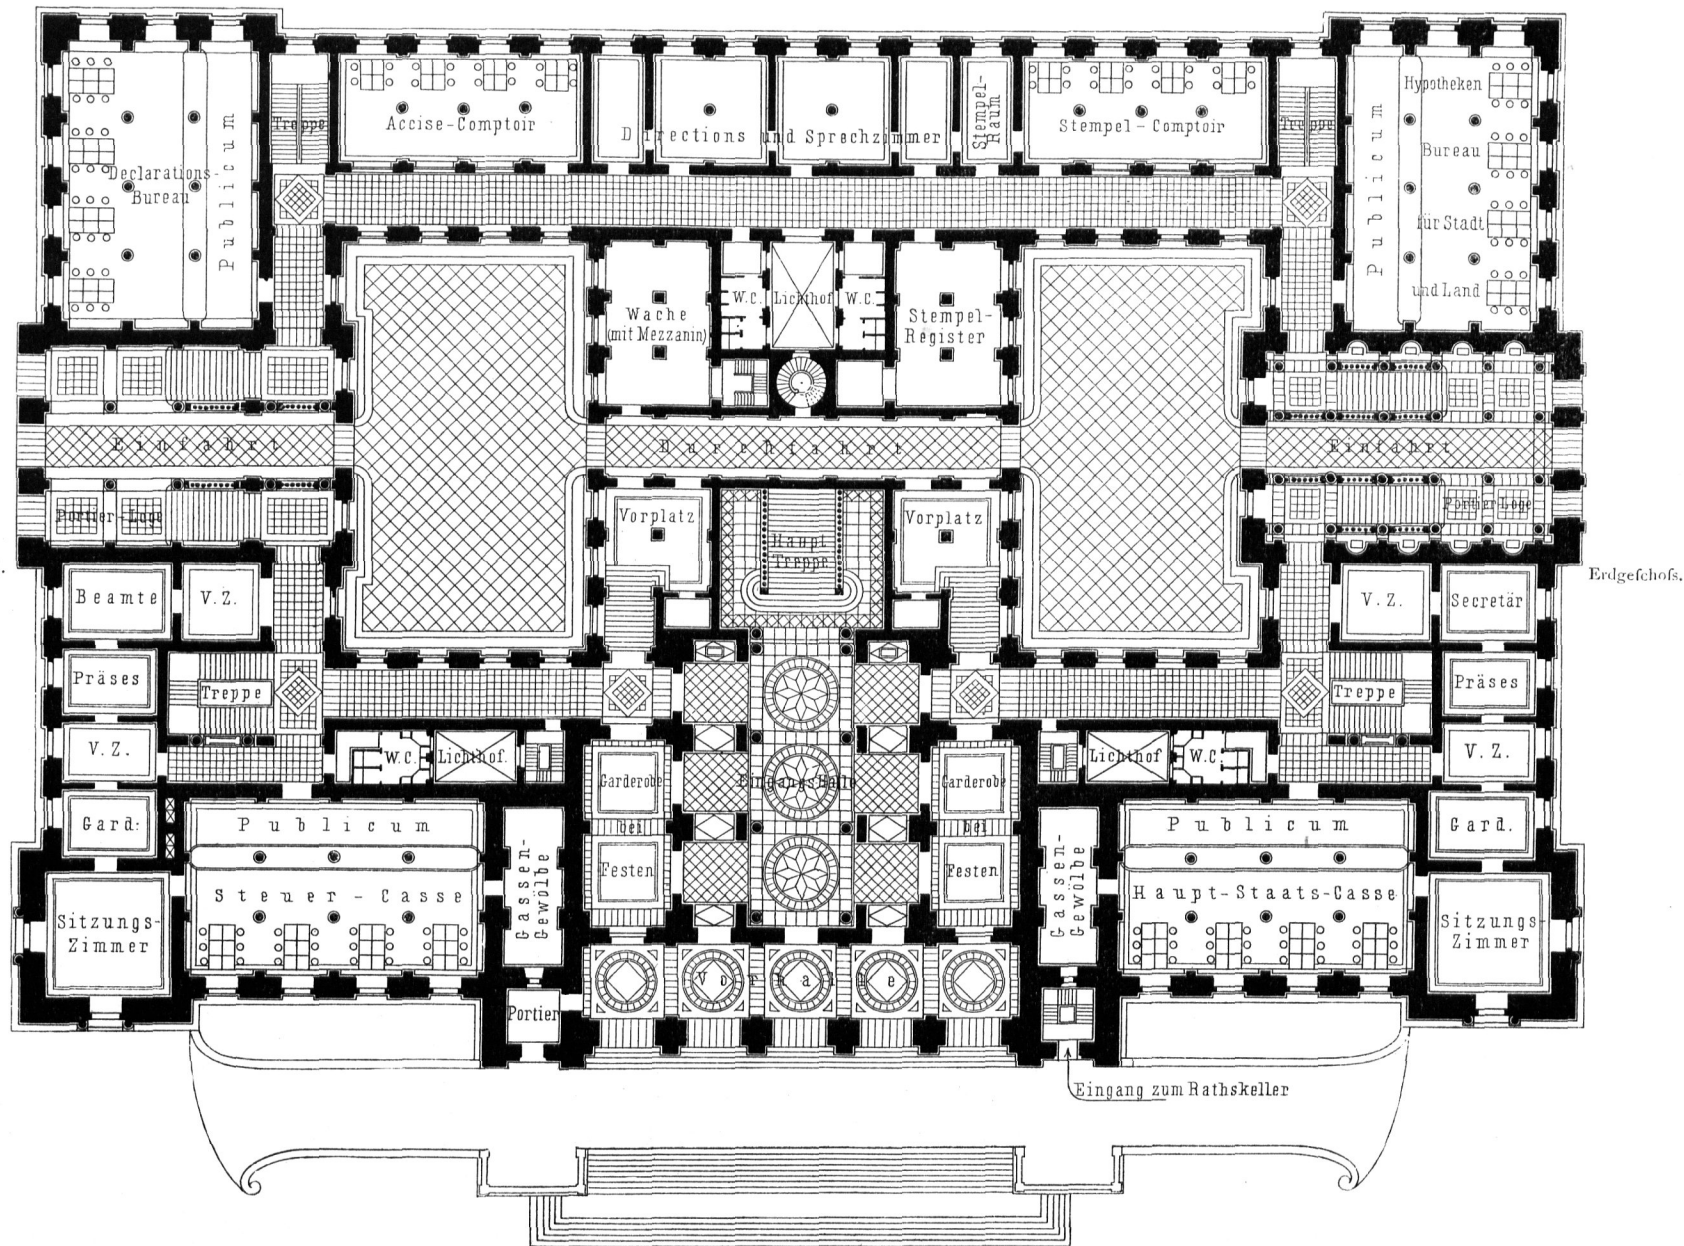 Treppe
Accise-Comptoir
Directions und Sprechzimmer
Stempel-
Raum
Stempel-Comptoir
Treppe
Declarations-
Bureau
Publicum
Publicum
Hypotheken
Bureau
für Stadt
und Land
Wache
(mit Mezzanin)
W.C.
Lichthof
W.C.
Stempel-
Register
Einfahrt
Durchfahrt
Einfahrt
Portier-Loge
Vorplatz
Haupt
Treppe
Vorplatz
Portier-Loge
Erdgeſchoſs.
Beamte
V.Z.
V.Z.
Secretär
Präses
Treppe
Treppe
Präses
V.Z.
W.C.
Lichthof.
Garderobe
bei
Festen
Eingangs Halle
Garderobe
bei
Festen
Lichthof
W.C.
V.Z.
Gard:
Publicum
Steuer-Casse
Gassen-
Gewölbe
Gassen-
Gewölbe
Publicum
Haupt-Staats-Casse
Gard.
Sitzungs-
Zimmer
Sitzungs-
Zimmer
Portier
Vorhalle
Eingang zum Rathskeller